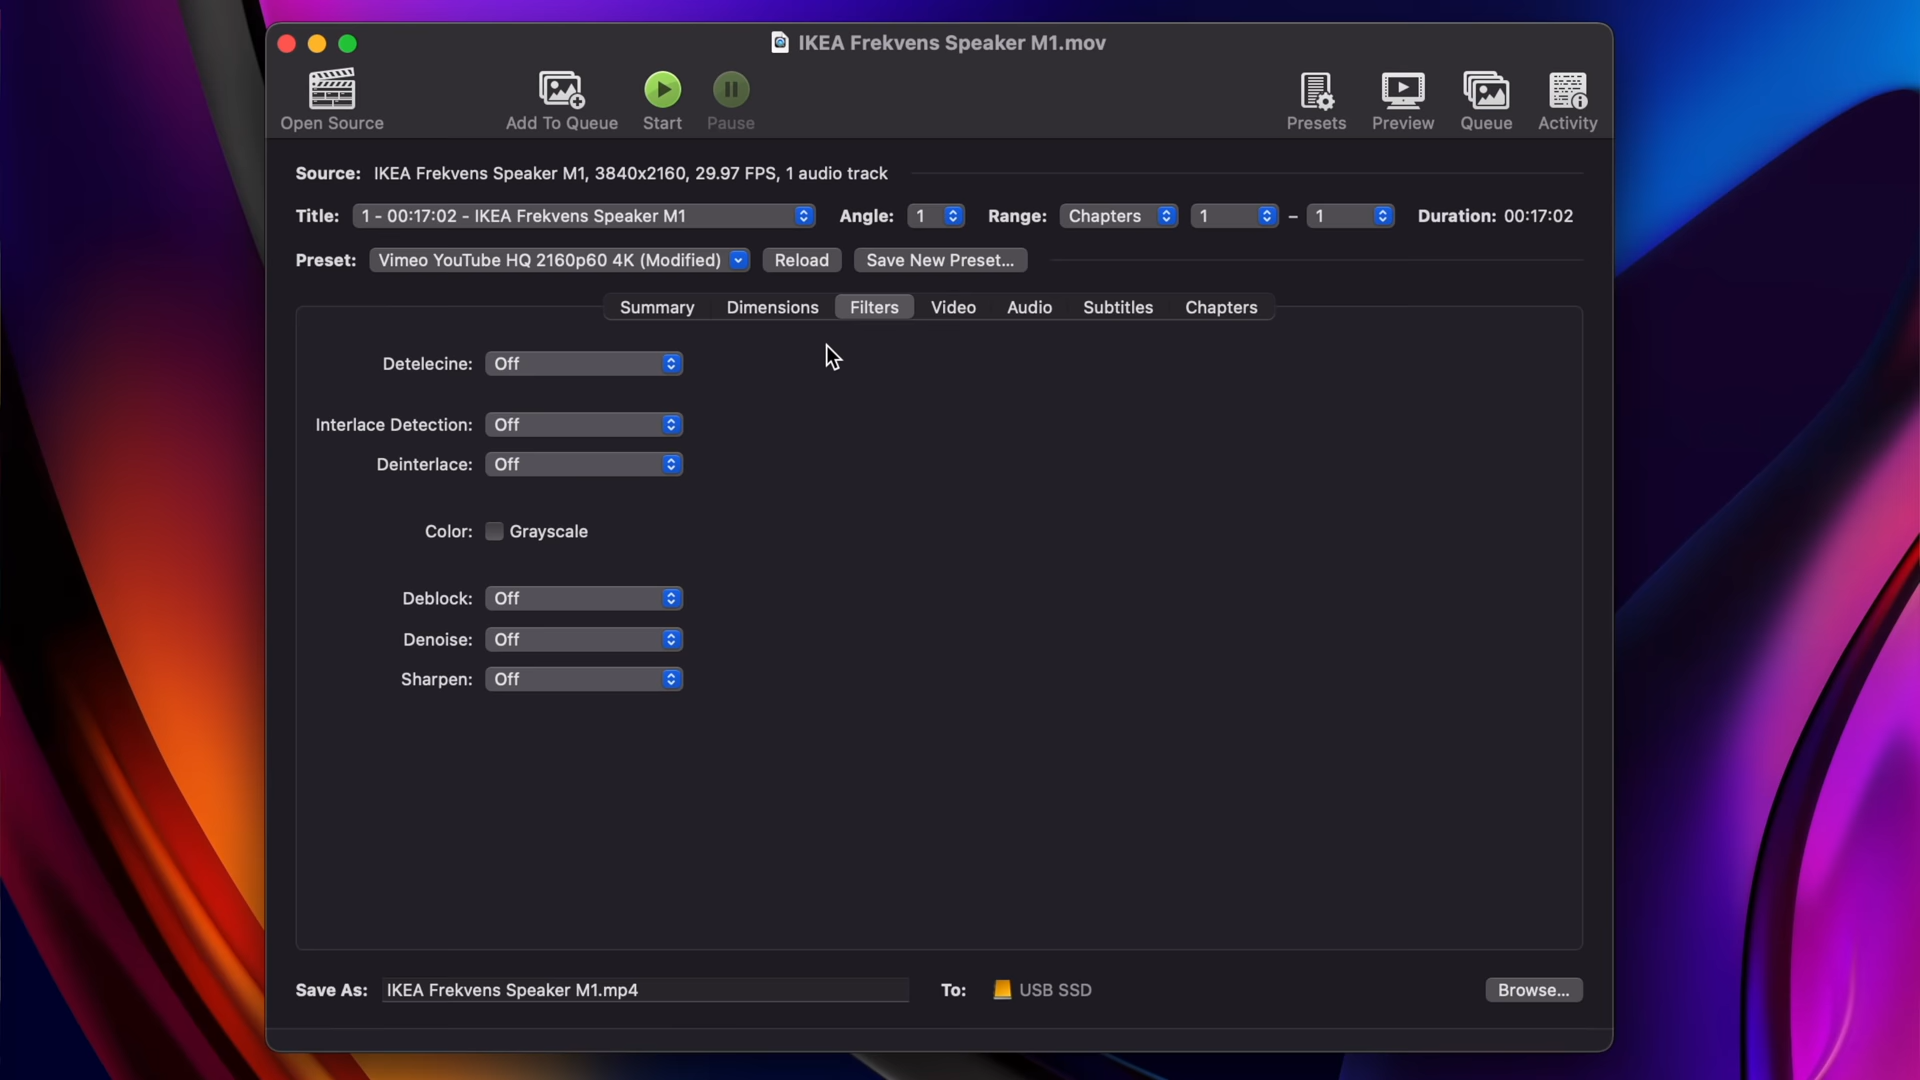 IKEA Frekvens Speaker M1.mov
Open Source
Add To Queue
Start
Pause
Presets
Preview
Queue
Activity
Source: IKEA Frekvens Speaker M1, 3840x2160, 29.97 FPS, 1 audio track
Title: 1 - 00:17:02 - IKEA Frekvens Speaker M1 Angle: 1 Range: Chapters 1 – 1 Duration: 00:17:02
Preset: Vimeo YouTube HQ 2160p60 4K (Modified) Reload Save New Preset...
Summary Dimensions Filters Video Audio Subtitles Chapters
Detelecine: Off
Interlace Detection: Off
Deinterlace: Off
Color: Grayscale
Deblock: Off
Denoise: Off
Sharpen: Off
Save As: IKEA Frekvens Speaker M1.mp4 To: USB SSD Browse...